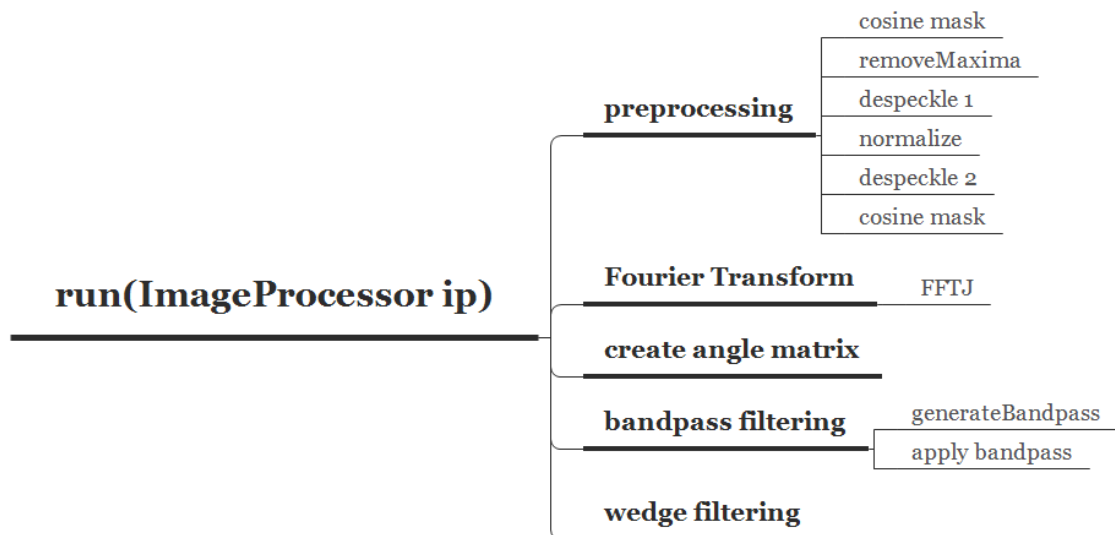 run(ImageProcessor ip)
preprocessing
cosine mask
removeMaxima
despeckle 1
normalize
despeckle 2
cosine mask
Fourier Transform
FFTJ
create angle matrix
bandpass filtering
generateBandpass
apply bandpass
wedge filtering